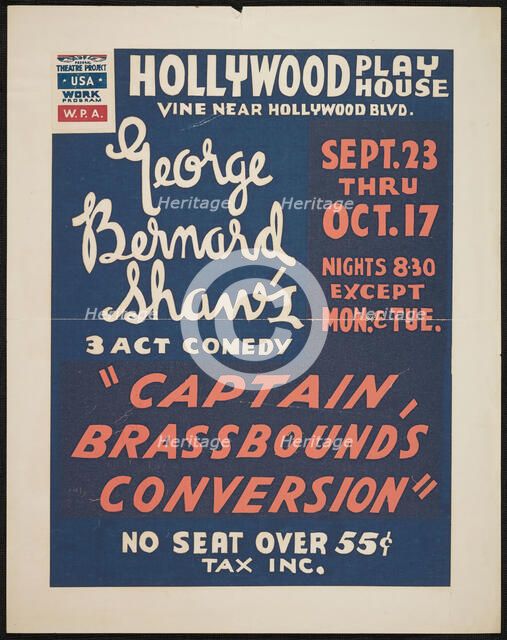 FEDERAL
THEATRE PROJECT
USA
WORK
PROGRAM
W.P.A.
HOLLYWOOD PLAY HOUSE
VINE NEAR HOLLYWOOD BLVD.
George
Bernard
Shaw's
3 ACT COMEDY
SEPT.23
THRU
OCT.17
NIGHTS 8·30
EXCEPT
MON. & TUE.
"CAPTAIN,
BRASSBOUND'S
CONVERSION"
NO SEAT OVER 55¢
TAX INC.
Heritage Heritage
Heritage Heritage
Heritage Heritage
©